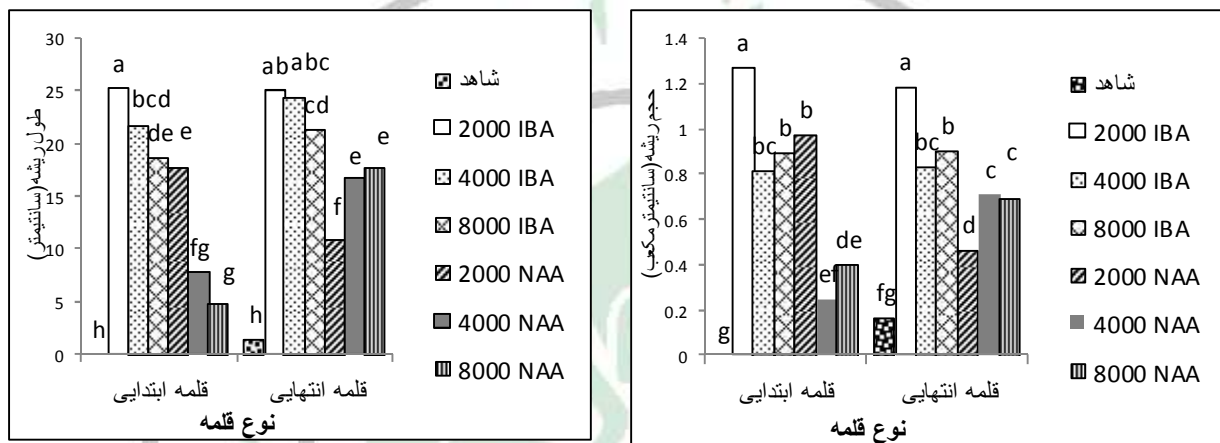 طول ریشه(سانتیمتر)
30
25
20
15
10
5
0
h
a
bcd
de
e
fg
g
h
ab
abc
cd
f
e
e
قلمه ابتدایی
قلمه انتهایی
نوع قلمه
شاهد
2000 IBA
4000 IBA
8000 IBA
2000 NAA
4000 NAA
8000 NAA
حجم ریشه(سانتیمتر مکعب)
1.4
1.2
1
0.8
0.6
0.4
0.2
0
g
a
bc
b
b
ef
de
fg
a
bc
b
d
c
c
قلمه ابتدایی
قلمه انتهایی
نوع قلمه
شاهد
2000 IBA
4000 IBA
8000 IBA
2000 NAA
4000 NAA
8000 NAA